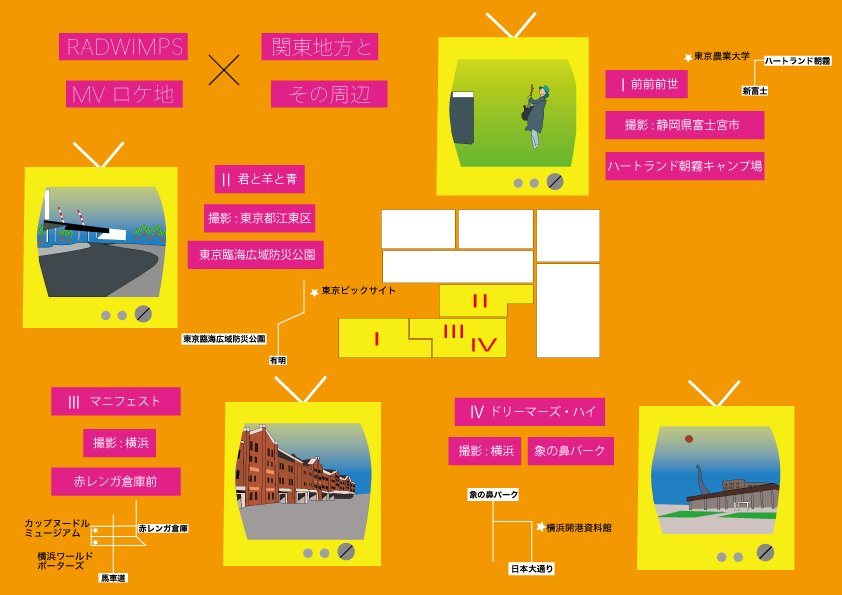 RADWIMPS
MV ロケ地
関東地方と
その周辺
東京農業大学
ハートランド朝霧
新富士
I 前前前世
撮影:静岡県富士宮市
ハートランド朝霧キャンプ場
II 君と羊と青
撮影:東京都江東区
東京臨海広域防災公園
東京ビックサイト
東京臨海広域防災公園
有明
I
II
III
IV
III マニフェスト
撮影:横浜
赤レンガ倉庫前
カップヌードル
ミュージアム
赤レンガ倉庫
横浜ワールド
ポーターズ
馬車道
IV ドリーマーズ・ハイ
撮影:横浜
象の鼻パーク
象の鼻パーク
横浜開港資料館
日本大通り